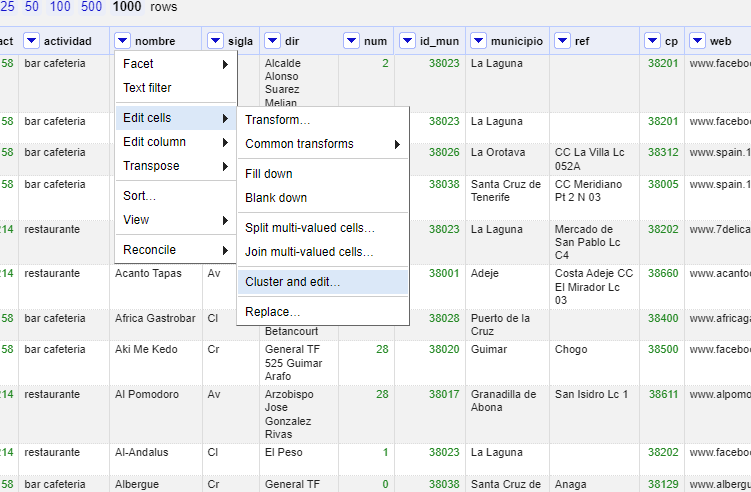 25 50 100 500 1000 rows
act actividad nombre sigla dir num id_mun municipio ref cp web
58 bar cafeteria Alcalde 2 38023 La Laguna 38201 www.facebo
Alonso
Suarez
Melian
58 bar cafeteria 38023 La Laguna 38201 www.faceb
58 bar cafeteria 38026 La Orotava CC La Villa Lc 38312 www.spain.1
052A
58 bar cafeteria 38038 Santa Cruz de CC Meridiano 38005 www.spain.1
Tenerife Pt 2 N 03
214 restaurante 38023 La Laguna Mercado de 38202 www.7delica
San Pablo Lc
C4
214 restaurante Acanto Tapas Av 38001 Adeje Costa Adeje CC 38660 www.acanto
El Mirador Lc
03
58 bar cafeteria Africa Gastrobar Cl 38028 Puerto de la 38400 www.africaga
Betancourt Cruz
58 bar cafeteria Aki Me Kedo Cr General TF 28 38020 Guimar Chogo 38500 www.facebo
525 Guimar
Arafo
214 restaurante Al Pomodoro Av Arzobispo 28 38017 Granadilla de San Isidro Lc 1 38611 www.alpomo
Jose Abona
Gonzalez
Rivas
214 restaurante Al-Andalus Cl El Peso 1 38023 La Laguna 38202 www.facebo
58 bar cafeteria Albergue Cr General TF 0 38038 Santa Cruz de Anaga 38129 www.albergu
Facet
Text filter
Edit cells
Edit column
Transpose
Sort...
View
Reconcile
Transform...
Common transforms
Fill down
Blank down
Split multi-valued cells...
Join multi-valued cells...
Cluster and edit...
Replace...